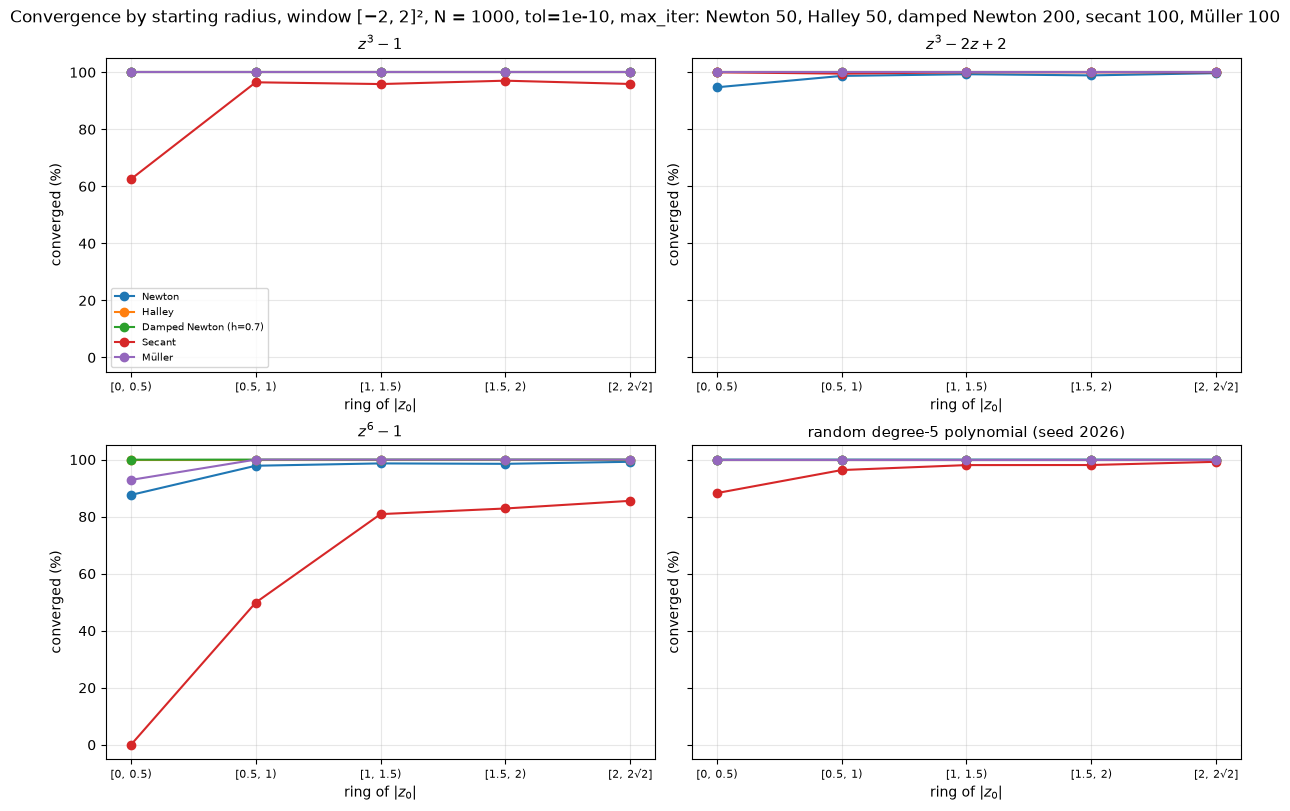 Convergence by starting radius, window [−2, 2]², N = 1000, tol=1e-10, max_iter: Newton 50, Halley 50, damped Newton 200, secant 100, Müller 100
z³ − 1
converged (%)
100
80
60
40
20
0
Newton
Halley
Damped Newton (h=0.7)
Secant
Müller
[0, 0.5)
[0.5, 1)
[1, 1.5)
[1.5, 2)
[2, 2√2]
ring of |z₀|
z³ − 2z + 2
converged (%)
[0, 0.5)
[0.5, 1)
[1, 1.5)
[1.5, 2)
[2, 2√2]
ring of |z₀|
z⁶ − 1
converged (%)
100
80
60
40
20
0
[0, 0.5)
[0.5, 1)
[1, 1.5)
[1.5, 2)
[2, 2√2]
ring of |z₀|
random degree-5 polynomial (seed 2026)
converged (%)
[0, 0.5)
[0.5, 1)
[1, 1.5)
[1.5, 2)
[2, 2√2]
ring of |z₀|